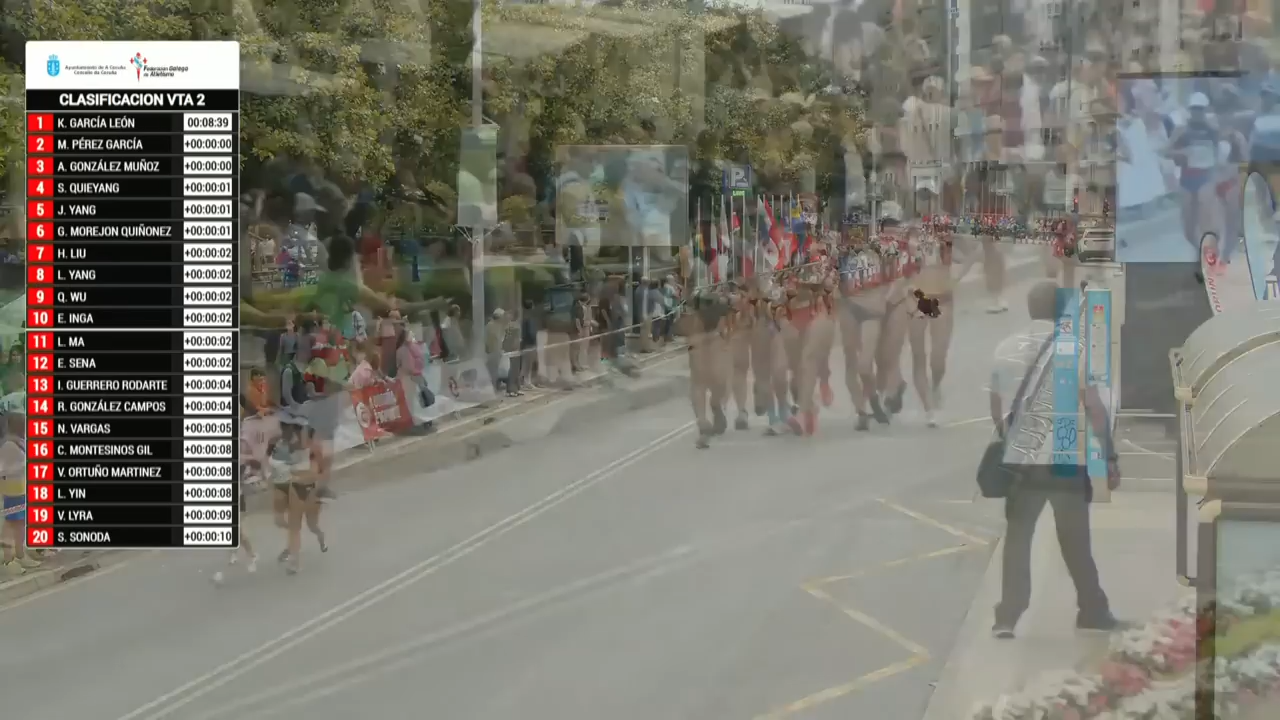 Ayuntamiento de A Coruña
Concello da Coruña
Federación Galega
de Atletismo
CLASIFICACION VTA 2
1 K. GARCÍA LEÓN 00:08:39
2 M. PÉREZ GARCÍA +00:00:00
3 A. GONZÁLEZ MUÑOZ +00:00:00
4 S. QUIEYANG +00:00:01
5 J. YANG +00:00:01
6 G. MOREJON QUIÑONEZ +00:00:01
7 H. LIU +00:00:02
8 L. YANG +00:00:02
9 Q. WU +00:00:02
10 E. INGA +00:00:02
11 L. MA +00:00:02
12 E. SENA +00:00:02
13 I. GUERRERO RODARTE +00:00:04
14 R. GONZÁLEZ CAMPOS +00:00:04
15 N. VARGAS +00:00:05
16 C. MONTESINOS GIL +00:00:08
17 V. ORTUÑO MARTINEZ +00:00:08
18 L. YIN +00:00:08
19 V. LYRA +00:00:09
20 S. SONODA +00:00:10
P